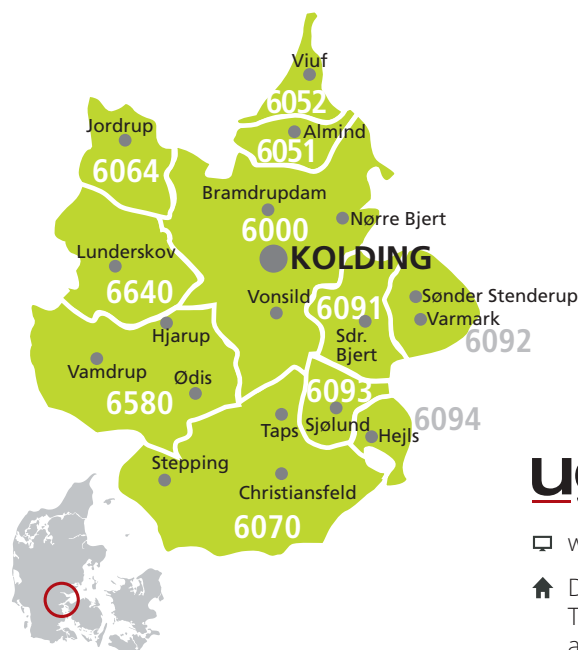 Viuf
6052
Jordrup
Almind
6051
6064
Bramdrupdam
6000
Nørre Bjert
KOLDING
Lunderskov
6640
Vonsild
6091
Sønder Stenderup
Varmark
6092
Hjarup
Sdr.
Bjert
Vamdrup
Ødis
6580
6093
Sjølund
6094
Taps
Hejls
Stepping
Christiansfeld
6070